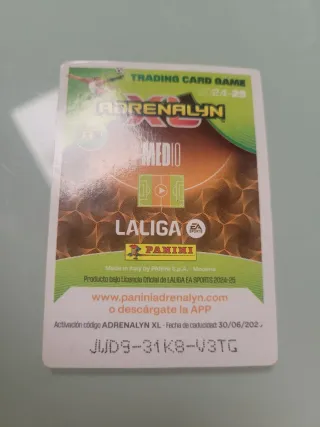 TRADING CARD GAME
24-25
ADRENALYN
XL
MEDIO
LALIGA EA SPORTS
PANINI
Made in Italy by PANINI S.p.A. - Modena
Producto bajo Licencia Oficial de LALIGA EA SPORTS 2024-25
www.paniniadrenalyn.com
o descárgate la APP
Activación código ADRENALYN XL - Fecha de caducidad: 30/06/202
JWD9-31K8-V3TG